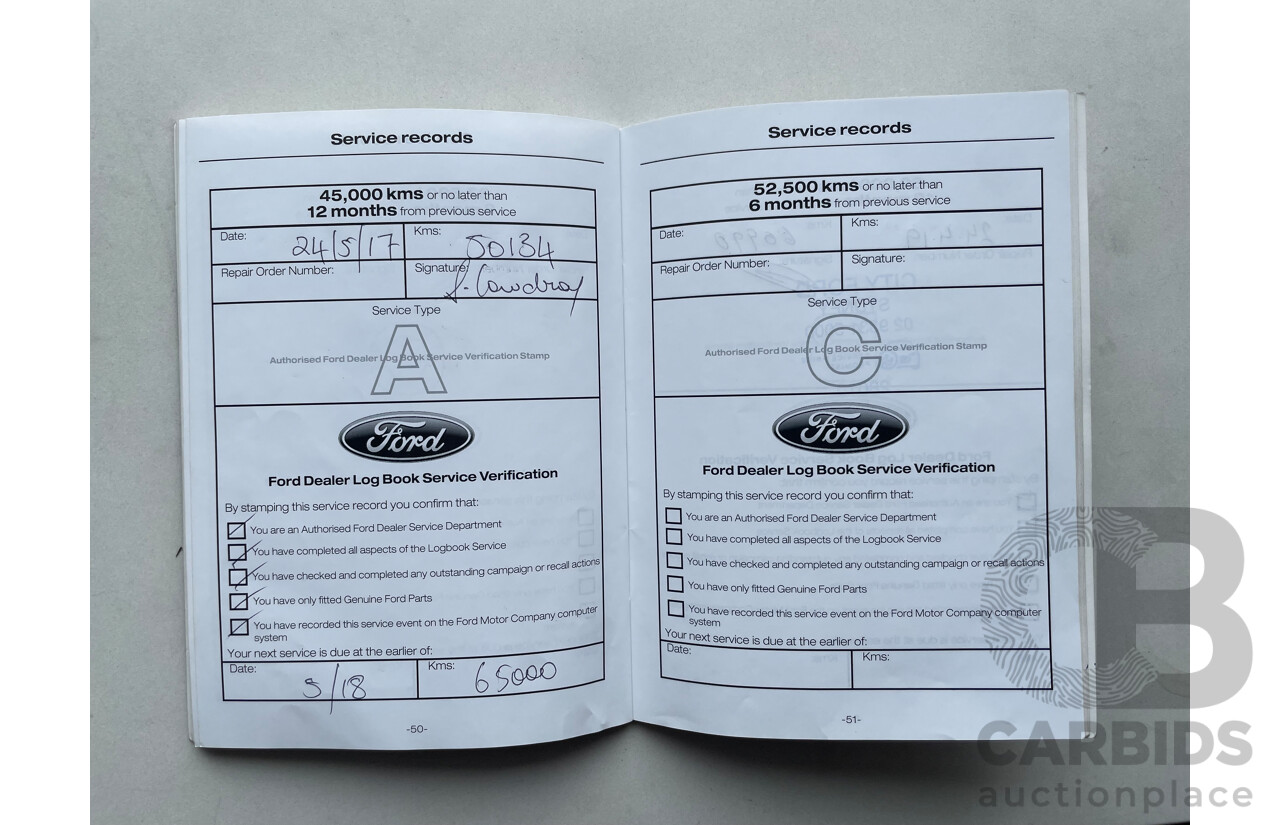 Service records
45,000 kms or no later than
12 months from previous service
Date: 24/5/17 Kms: 50134
Repair Order Number: Signature:
Service Type
A
Authorised Ford Dealer Log Book Service Verification Stamp
Ford
Ford Dealer Log Book Service Verification
By stamping this service record you confirm that:
You are an Authorised Ford Dealer Service Department
You have completed all aspects of the Logbook Service
You have checked and completed any outstanding campaign or recall actions
You have only fitted Genuine Ford Parts
You have recorded this service event on the Ford Motor Company computer
system
Your next service is due at the earlier of:
Date: 5/18 Kms: 65000
-50-
Service records
52,500 kms or no later than
6 months from previous service
Date: Kms:
Repair Order Number: Signature:
Service Type
C
Authorised Ford Dealer Log Book Service Verification Stamp
Ford
Ford Dealer Log Book Service Verification
By stamping this service record you confirm that:
You are an Authorised Ford Dealer Service Department
You have completed all aspects of the Logbook Service
You have checked and completed any outstanding campaign or recall actions
You have only fitted Genuine Ford Parts
You have recorded this service event on the Ford Motor Company computer
system
Your next service is due at the earlier of:
Date: Kms:
-51-
CB
CARBIDS
auctionplace